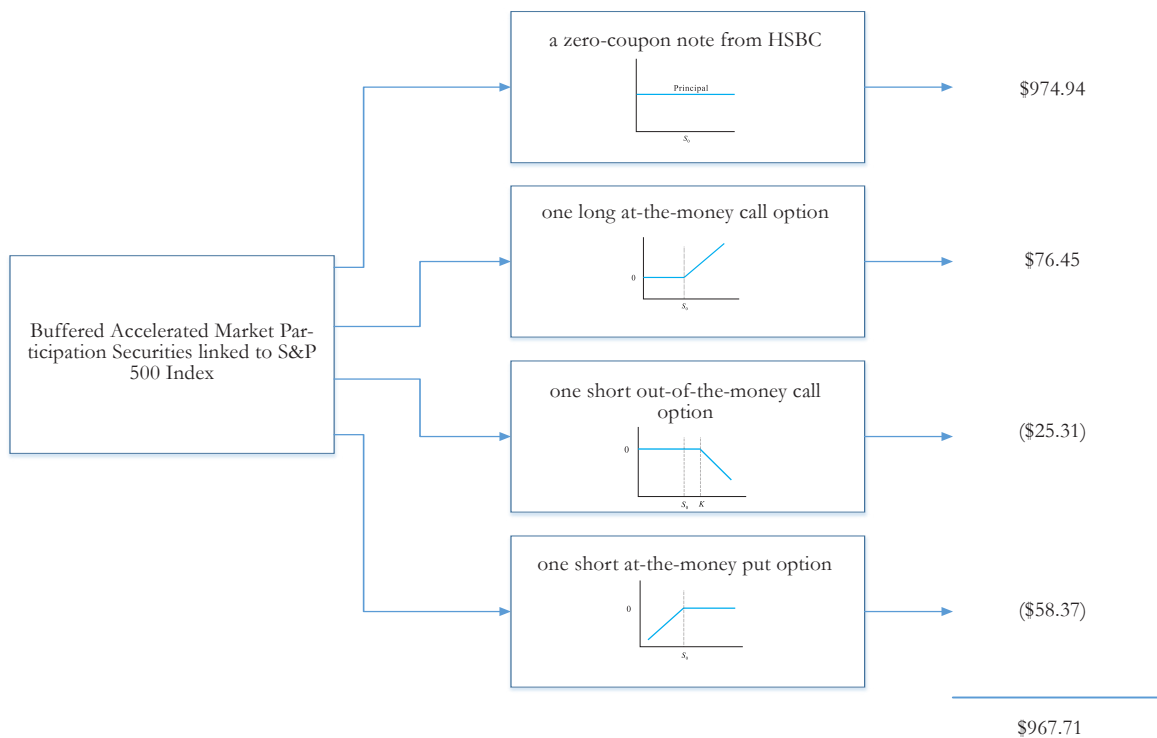 a zero-coupon note from HSBC
Principal
S₀
$974.94
one long at-the-money call option
0
S₀
$76.45
Buffered Accelerated Market Par-
ticipation Securities linked to S&P
500 Index
one short out-of-the-money call
option
0
S₀ K
($25.31)
one short at-the-money put option
0
S₀
($58.37)
$967.71